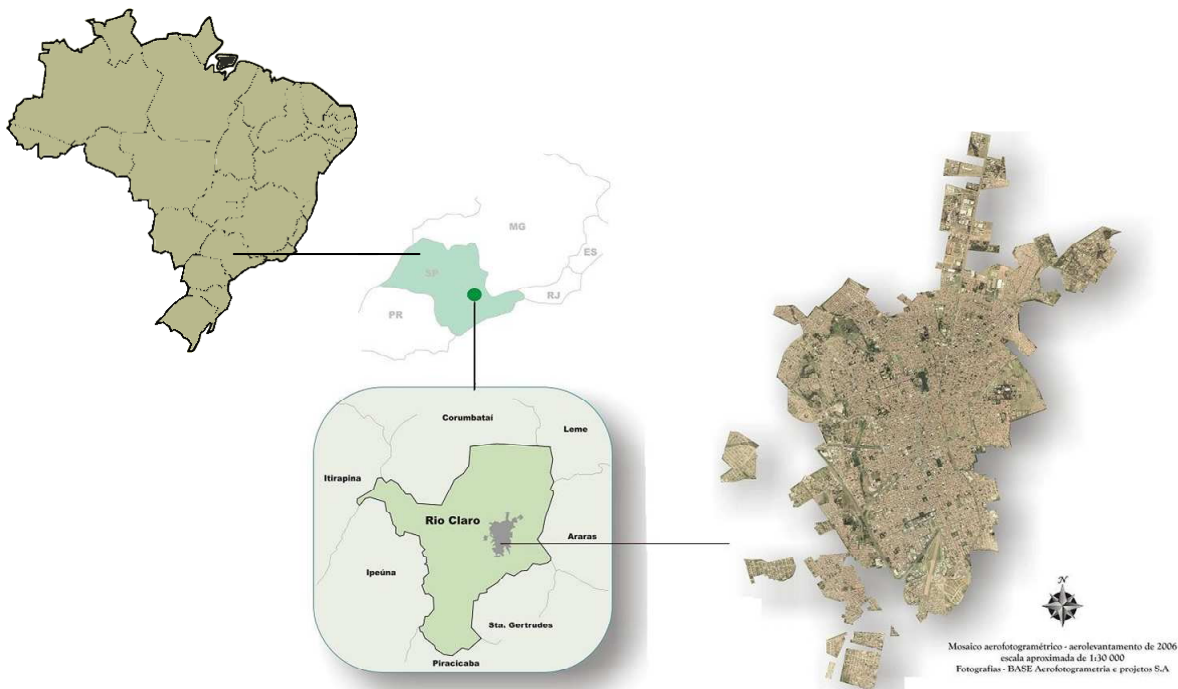 MG
ES
SP
RJ
PR
Corumbataí
Leme
Itirapina
Rio Claro
Araras
Ipeúna
Sta. Gertrudes
Piracicaba
N
Mosaico aerofotogramétrico - aerolevantamento de 2006
escala aproximada de 1:30 000
Fotografias - BASE Aerofotogrametria e projetos S.A